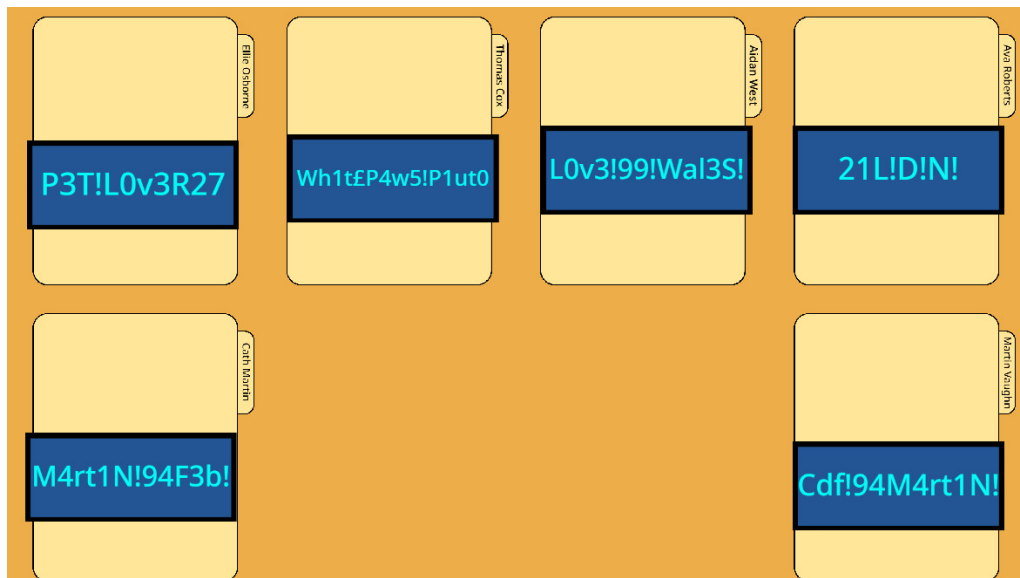 Ellie Osborne
P3T!L0v3R27
Thomas Cox
Wh1t£P4w5!P1ut0
Aidan West
L0v3!99!Wal3S!
Ava Roberts
21L!D!N!
Cath Martin
M4rt1N!94F3b!
Martin Vaughn
Cdf!94M4rt1N!